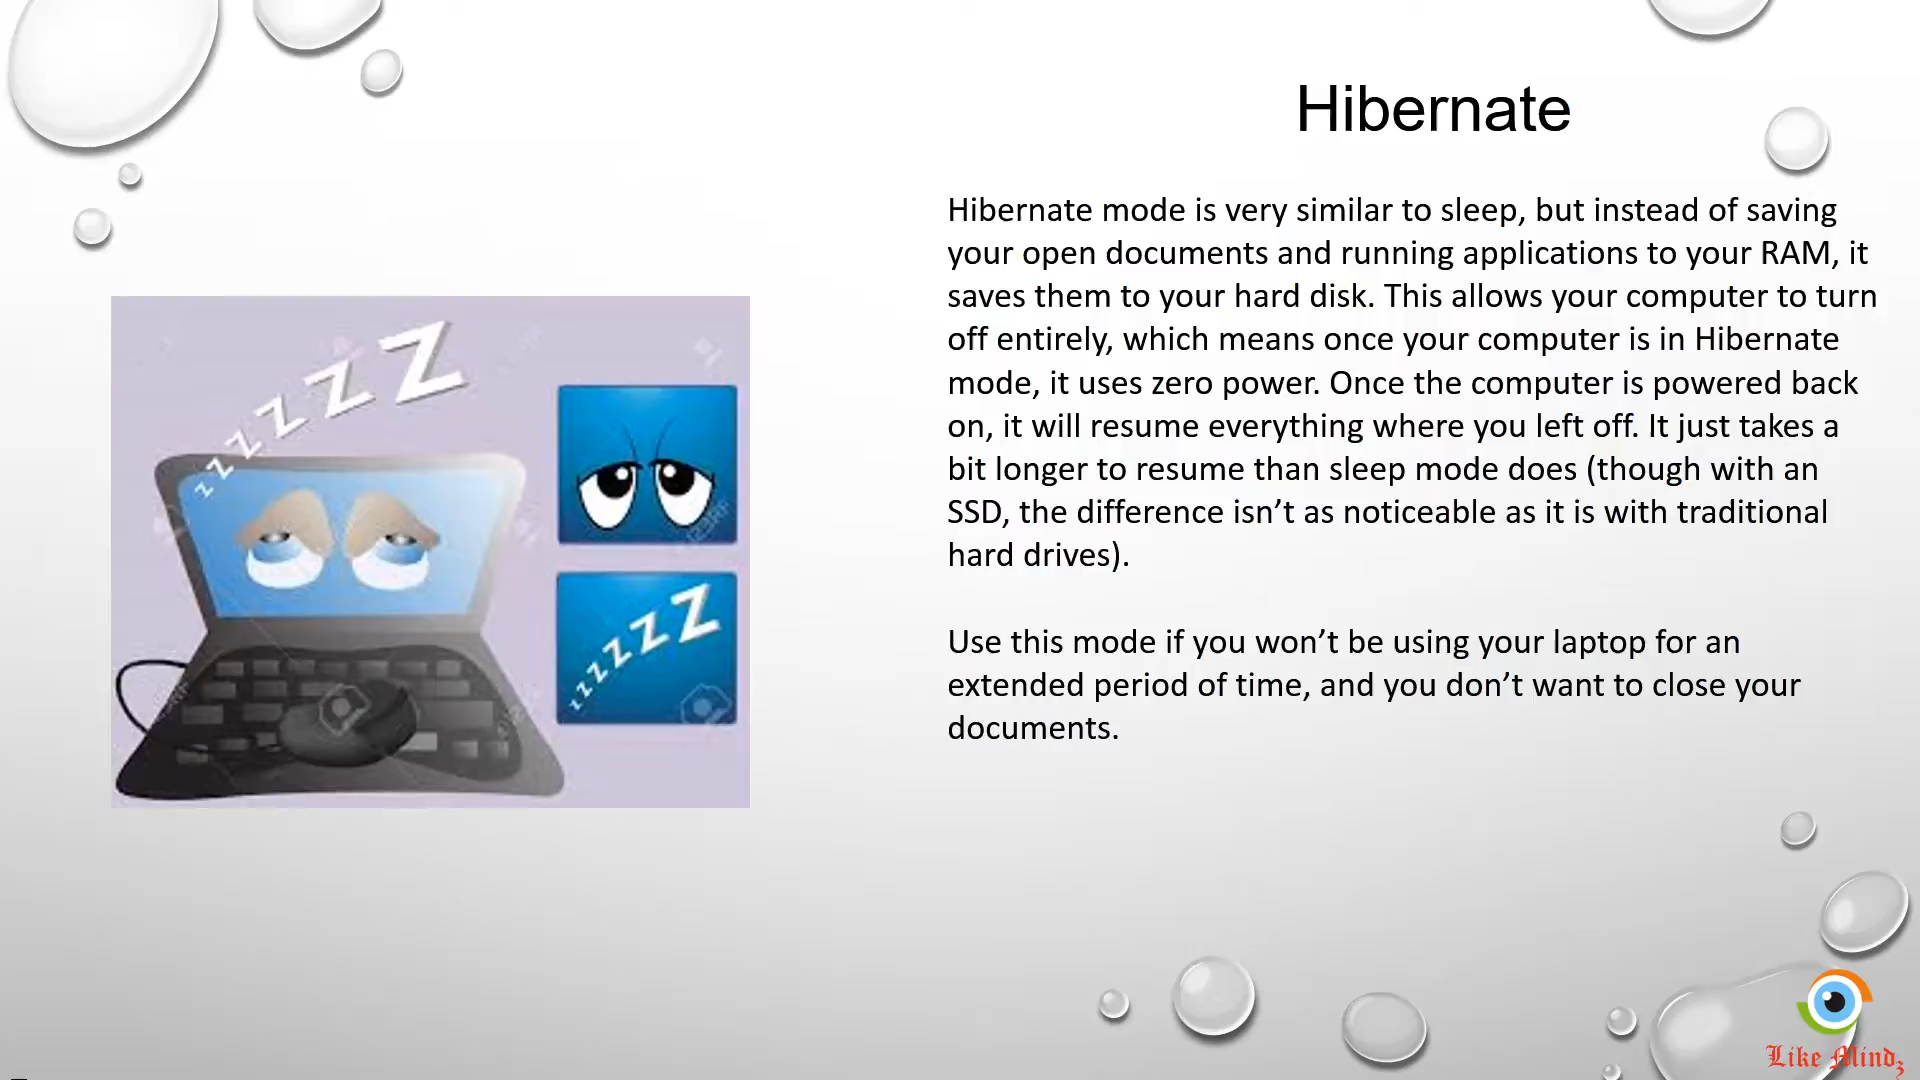 Hibernate
Hibernate mode is very similar to sleep, but instead of saving
your open documents and running applications to your RAM, it
saves them to your hard disk. This allows your computer to turn
off entirely, which means once your computer is in Hibernate
mode, it uses zero power. Once the computer is powered back
on, it will resume everything where you left off. It just takes a
bit longer to resume than sleep mode does (though with an
SSD, the difference isn’t as noticeable as it is with traditional
hard drives).
Use this mode if you won’t be using your laptop for an
extended period of time, and you don’t want to close your
documents.
z z z z z Z Z
z z z z z Z Z
Like Mindz